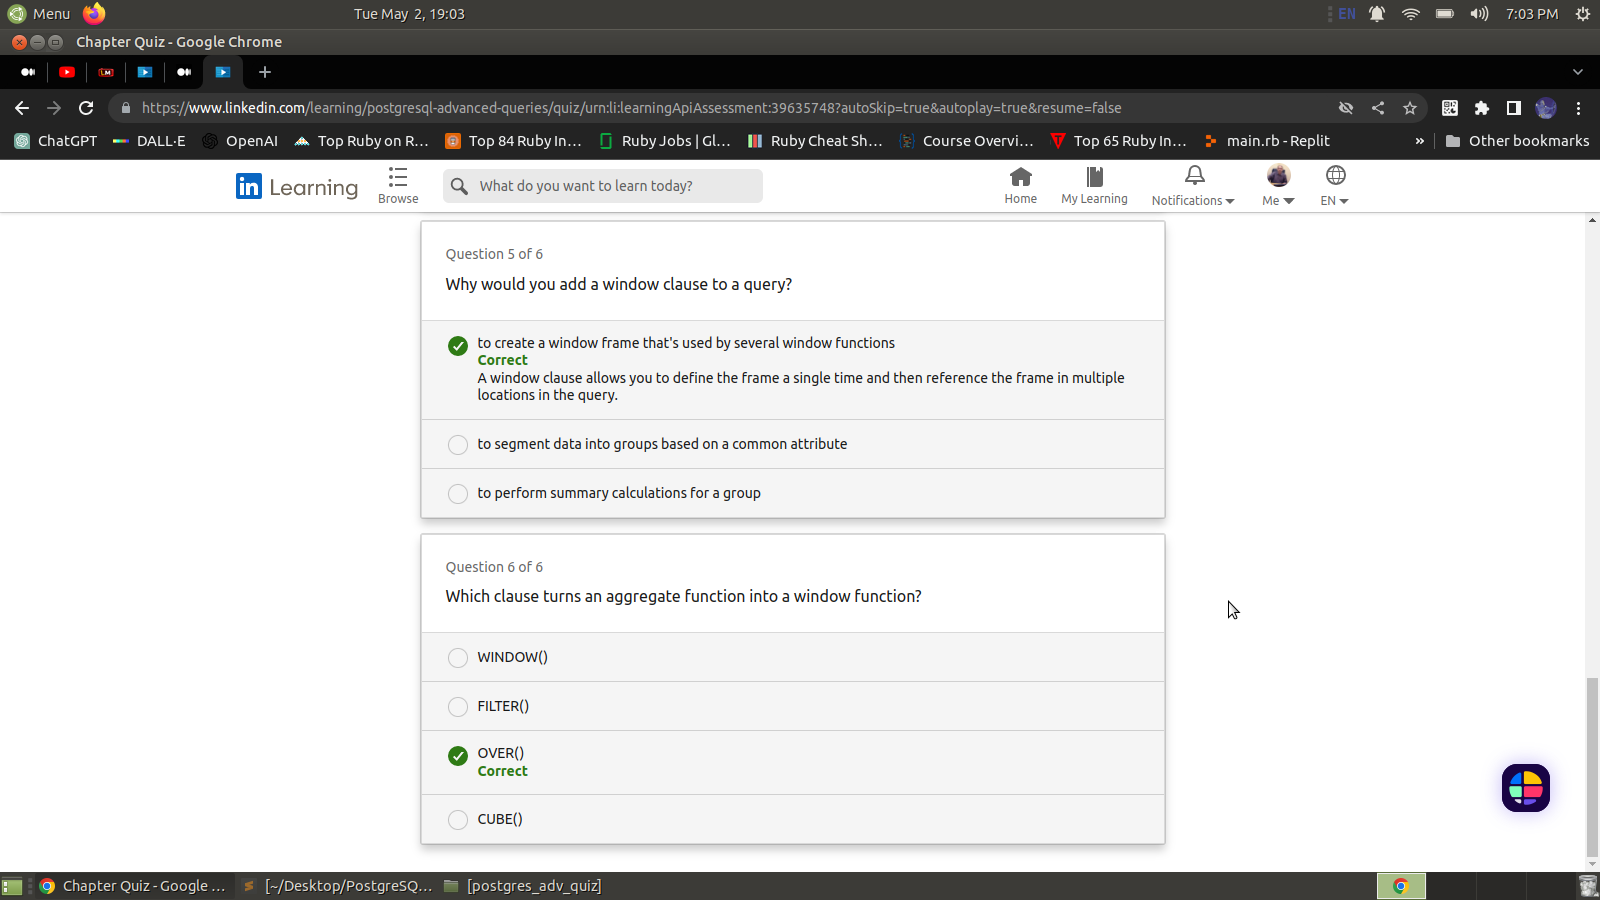 Menu
Tue May 2, 19:03
EN
7:03 PM
Chapter Quiz - Google Chrome
https://www.linkedin.com/learning/postgresql-advanced-queries/quiz/urn:li:learningApiAssessment:39635748?autoSkip=true&autoplay=true&resume=false
ChatGPT
DALL·E
OpenAI
Top Ruby on R...
Top 84 Ruby In...
Ruby Jobs | Gl...
Ruby Cheat Sh...
Course Overvi...
Top 65 Ruby In...
main.rb - Replit
»
Other bookmarks
in Learning
Browse
What do you want to learn today?
Home
My Learning
Notifications
Me
EN
Question 5 of 6
Why would you add a window clause to a query?
to create a window frame that's used by several window functions
Correct
A window clause allows you to define the frame a single time and then reference the frame in multiple
locations in the query.
to segment data into groups based on a common attribute
to perform summary calculations for a group
Question 6 of 6
Which clause turns an aggregate function into a window function?
WINDOW()
FILTER()
OVER()
Correct
CUBE()
Chapter Quiz - Google ...
[~/Desktop/PostgreSQ...
[postgres_adv_quiz]